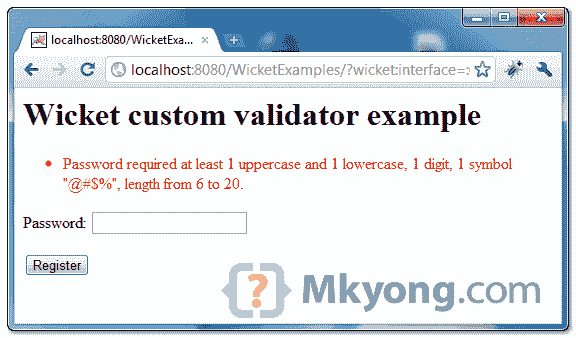 localhost:8080/WicketExa...
localhost:8080/WicketExamples/?wicket:interface=:
Wicket custom validator example
Password required at least 1 uppercase and 1 lowercase, 1 digit, 1 symbol
"@#$%", length from 6 to 20.
Password:
Register
{?} Mkyong.com